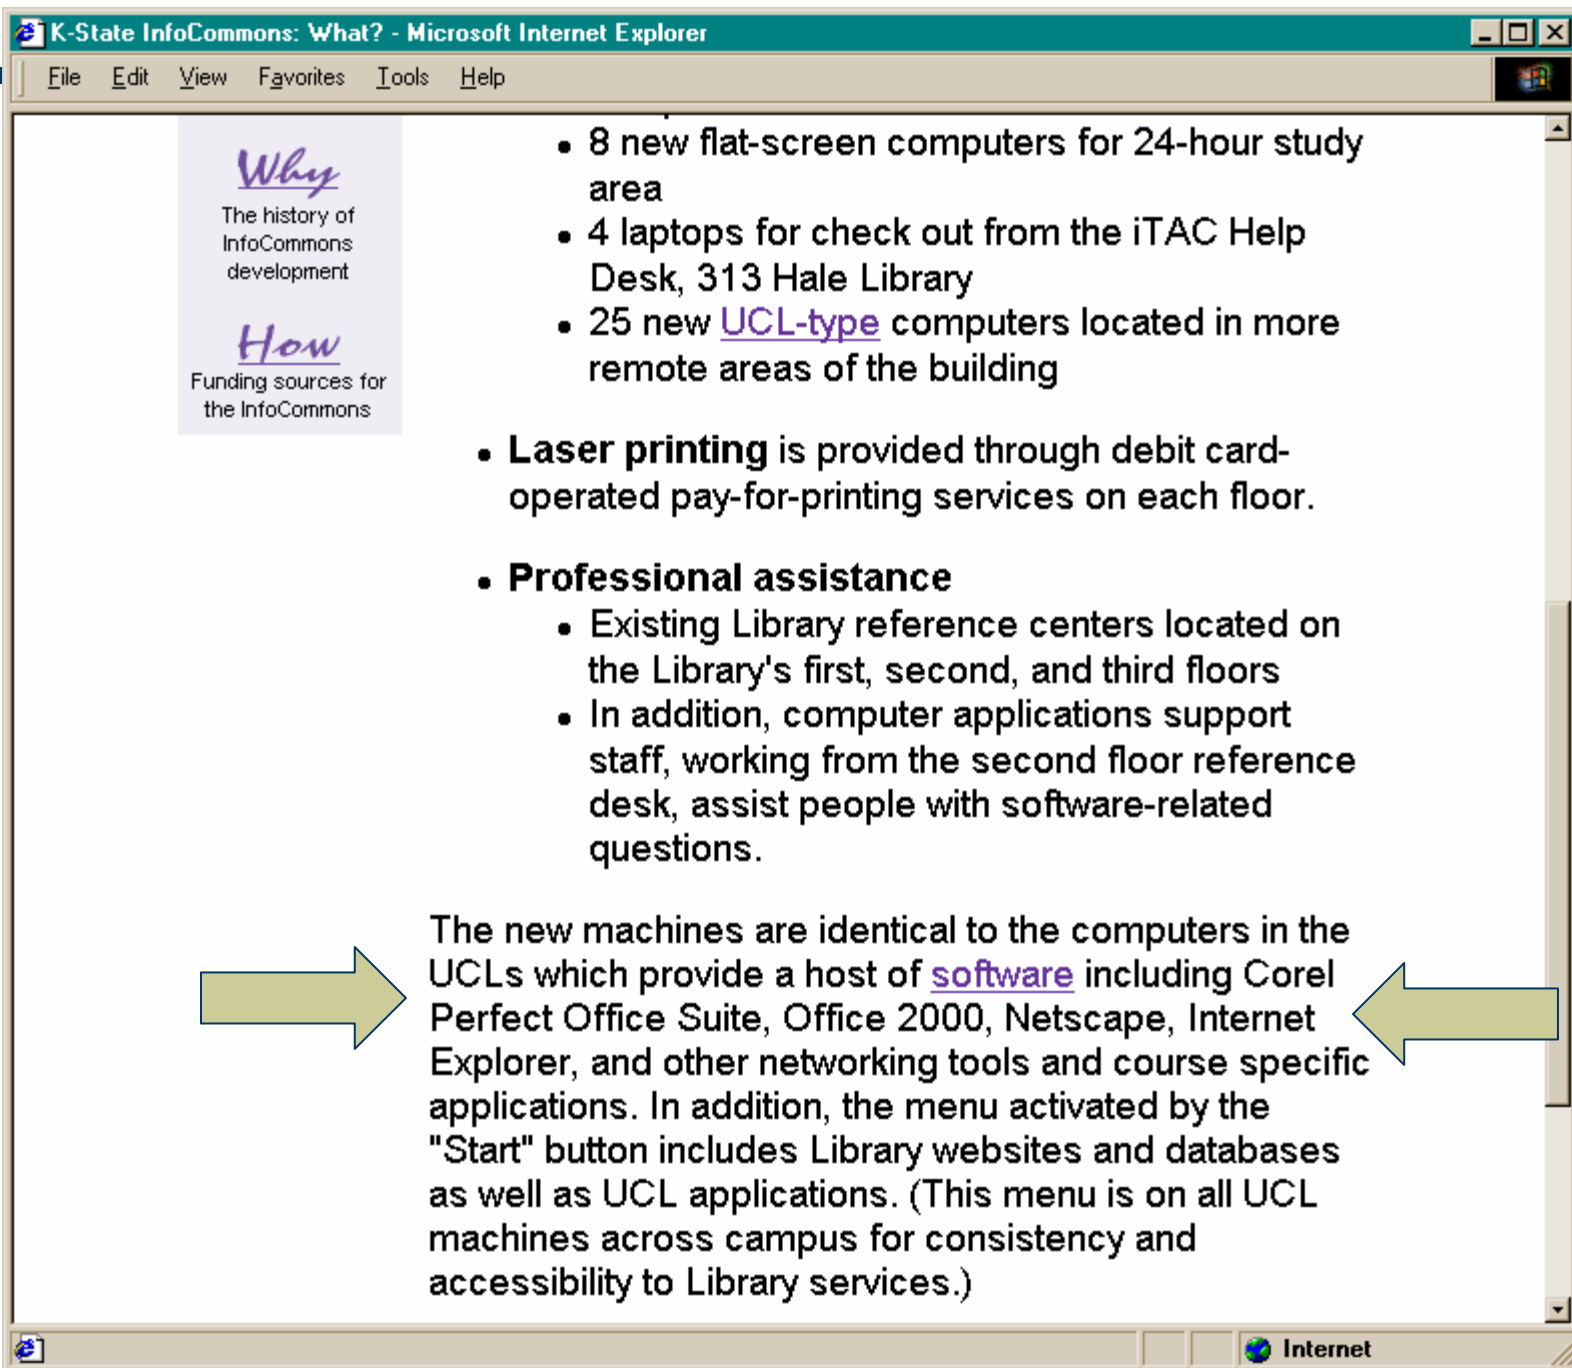 K-State InfoCommons: What? - Microsoft Internet Explorer
File Edit View Favorites Tools Help
Why
The history of
InfoCommons
development
How
Funding sources for
the InfoCommons
• 8 new flat-screen computers for 24-hour study
area
• 4 laptops for check out from the iTAC Help
Desk, 313 Hale Library
• 25 new UCL-type computers located in more
remote areas of the building
• Laser printing is provided through debit card-
operated pay-for-printing services on each floor.
• Professional assistance
• Existing Library reference centers located on
the Library's first, second, and third floors
• In addition, computer applications support
staff, working from the second floor reference
desk, assist people with software-related
questions.
The new machines are identical to the computers in the
UCLs which provide a host of software including Corel
Perfect Office Suite, Office 2000, Netscape, Internet
Explorer, and other networking tools and course specific
applications. In addition, the menu activated by the
"Start" button includes Library websites and databases
as well as UCL applications. (This menu is on all UCL
machines across campus for consistency and
accessibility to Library services.)
Internet